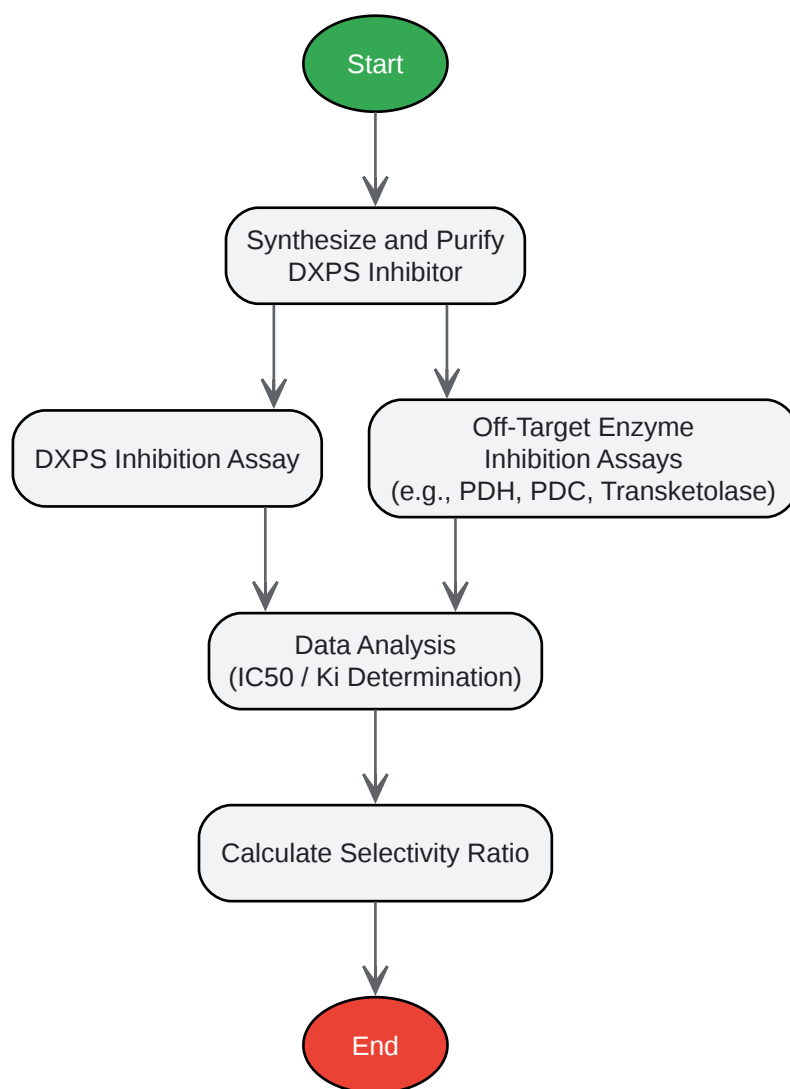 Start
Synthesize and Purify
DXPS Inhibitor
DXPS Inhibition Assay
Off-Target Enzyme
Inhibition Assays
(e.g., PDH, PDC, Transketolase)
Data Analysis
(IC50 / Ki Determination)
Calculate Selectivity Ratio
End